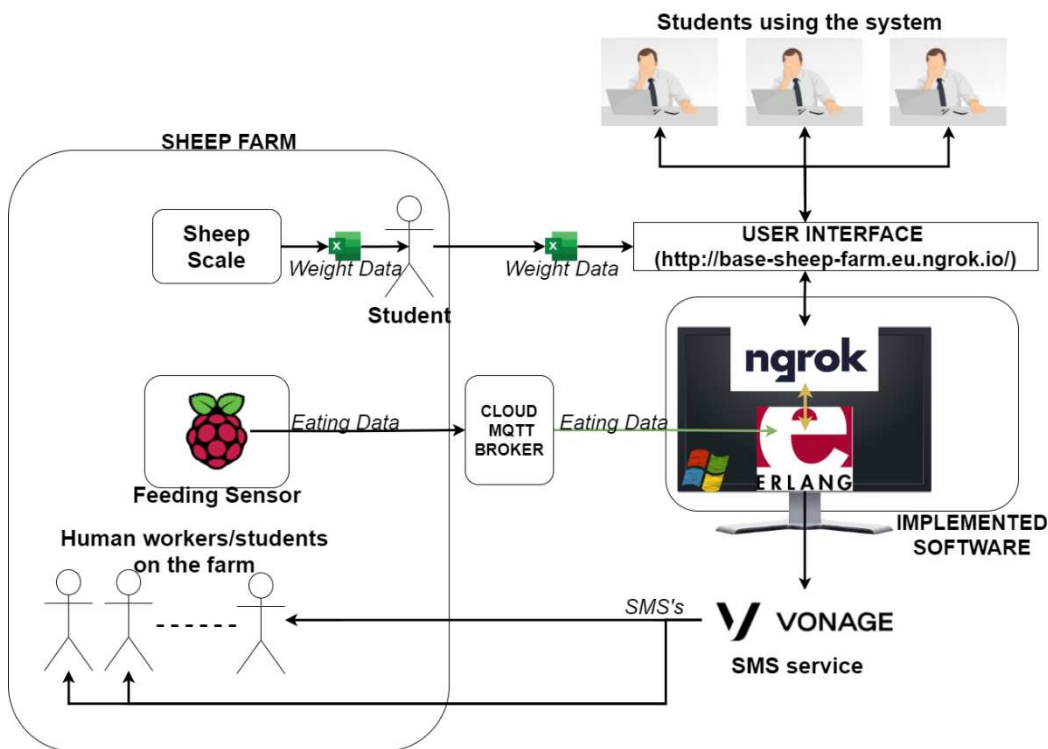 Students using the system
SHEEP FARM
Sheep
Scale
X
Weight Data
Student
X
Weight Data
USER INTERFACE
(http://base-sheep-farm.eu.ngrok.io/)
ngrok
Feeding Sensor
Eating Data
CLOUD
MQTT
BROKER
Eating Data
e
ERLANG
IMPLEMENTED
SOFTWARE
Human workers/students
on the farm
SMS's
VONAGE
SMS service